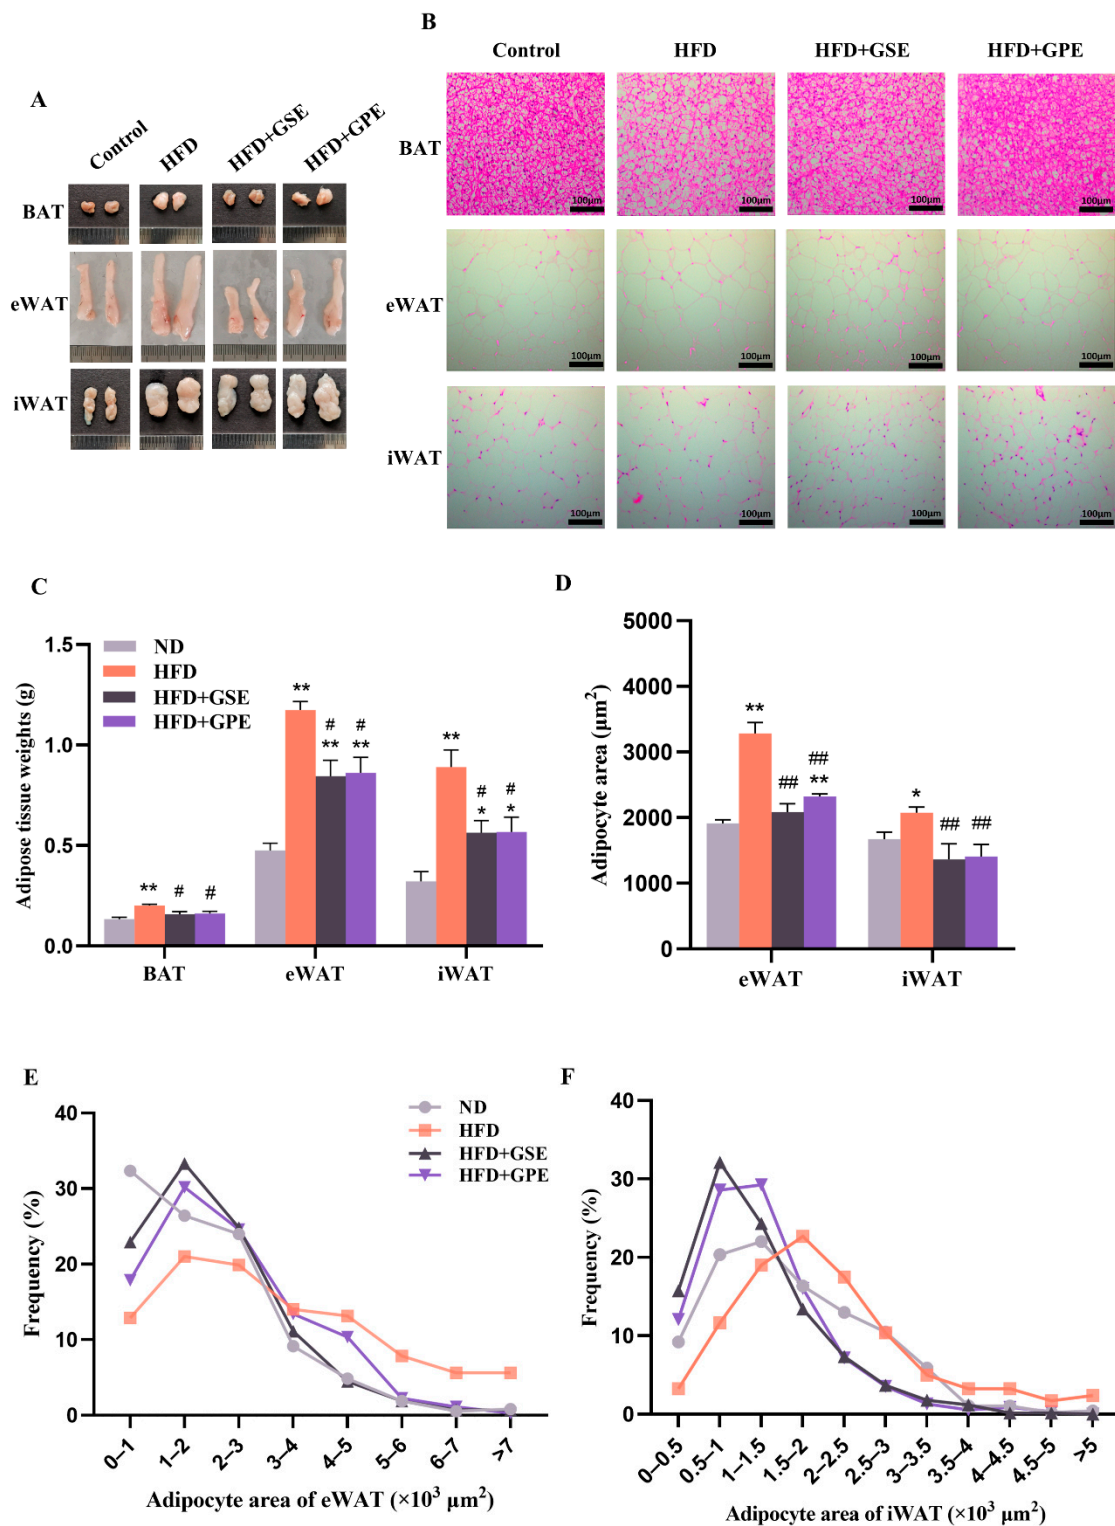 A
Control
HFD
HFD+GSE
HFD+GPE
BAT
eWAT
iWAT
B
Control HFD HFD+GSE HFD+GPE
BAT
100μm 100μm 100μm 100μm
eWAT
100μm 100μm 100μm 100μm
iWAT
100μm 100μm 100μm 100μm
C
Adipose tissue weights (g)
1.5
1.0
0.5
0.0
ND
HFD
HFD+GSE
HFD+GPE
** # #
** # ** # **
** # * # *
BAT eWAT iWAT
D
Adipocyte area (μm²)
5000
4000
3000
2000
1000
0
** ## ## **
* ## ##
eWAT iWAT
E
Frequency (%)
40
30
20
10
0
ND
HFD
HFD+GSE
HFD+GPE
0–1 1–2 2–3 3–4 4–5 5–6 6–7 >7
Adipocyte area of eWAT (×10³ μm²)
F
Frequency (%)
40
30
20
10
0
0–0.5 0.5–1 1–1.5 1.5–2 2–2.5 2.5–3 3–3.5 3.5–4 4–4.5 4.5–5 >5
Adipocyte area of iWAT (×10³ μm²)